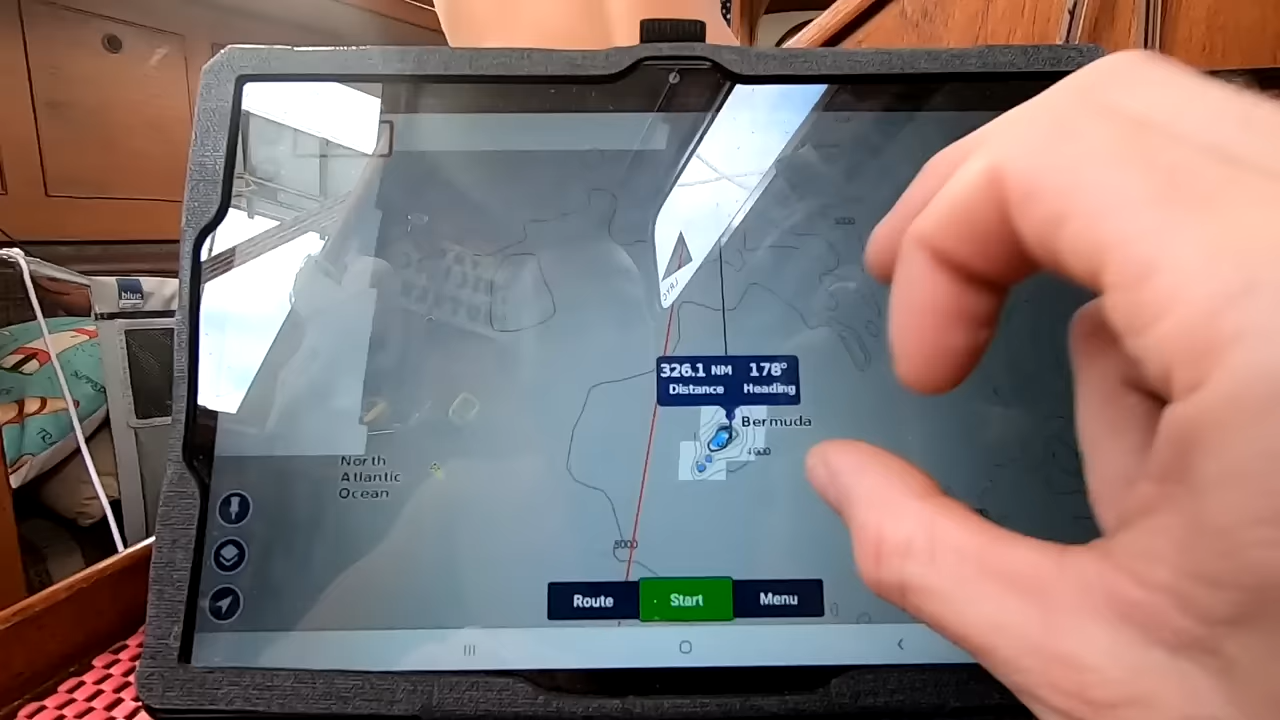 blue
326.1 NM 178°
Distance Heading
Bermuda
4000
North
Atlantic
Ocean
5000
Route Start Menu